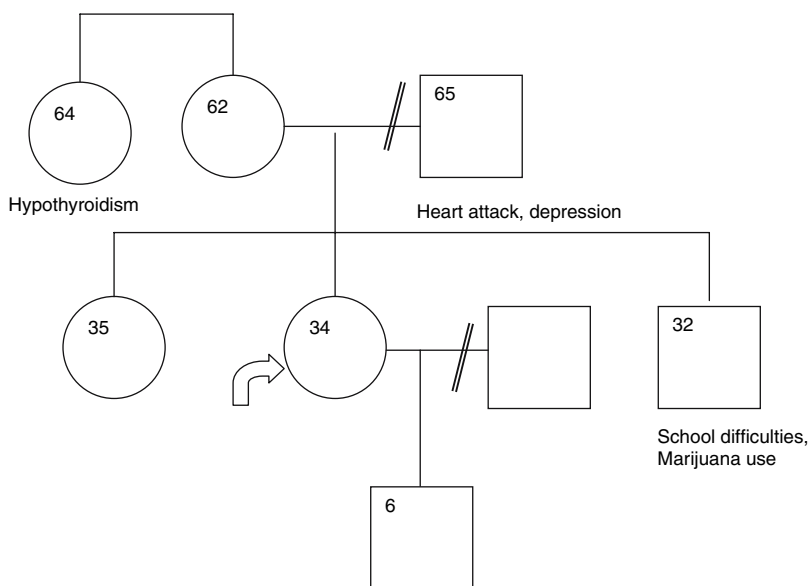 64
62
65
Hypothyroidism
Heart attack, depression
35
34
32
School difficulties,
Marijuana use
6